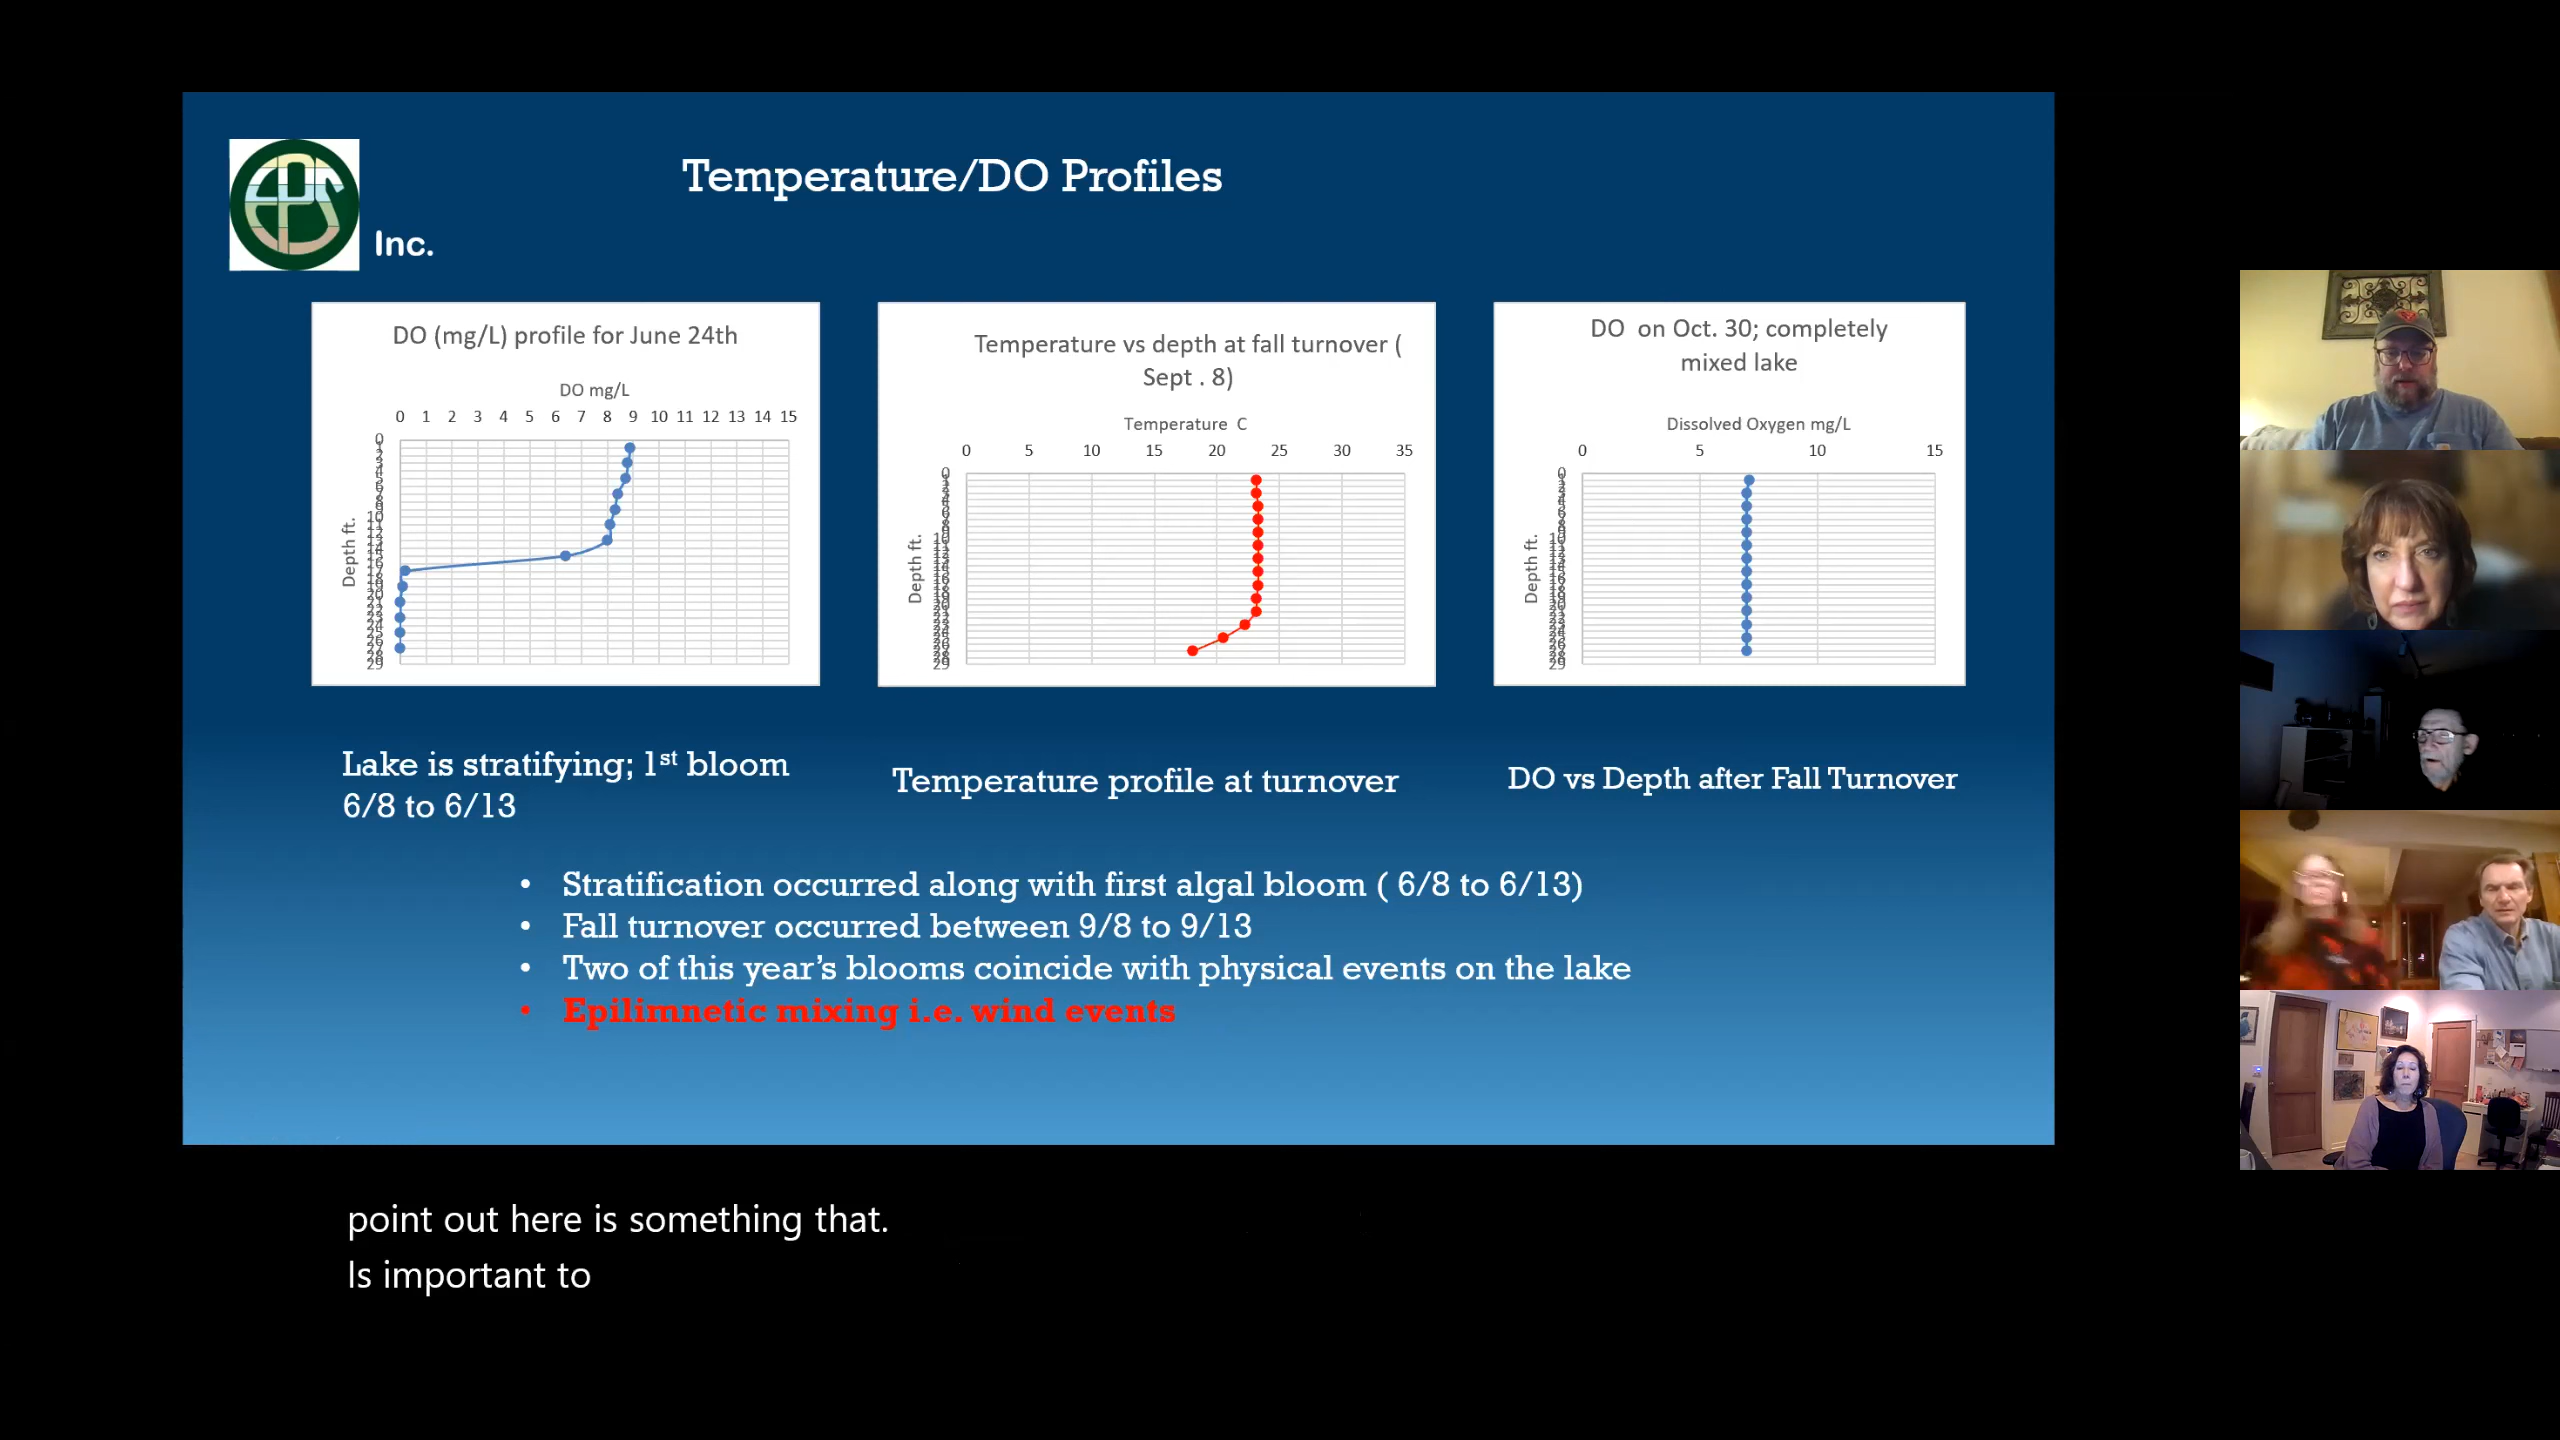 Temperature/DO Profiles
EPS
Inc.
DO (mg/L) profile for June 24th
DO mg/L
0 1 2 3 4 5 6 7 8 9 10 11 12 13 14 15
Depth ft.
Temperature vs depth at fall turnover (
Sept . 8)
Temperature C
0 5 10 15 20 25 30 35
Depth ft.
DO on Oct. 30; completely
mixed lake
Dissolved Oxygen mg/L
0 5 10 15
Depth ft.
Lake is stratifying; 1st bloom
6/8 to 6/13
Temperature profile at turnover
DO vs Depth after Fall Turnover
• Stratification occurred along with first algal bloom ( 6/8 to 6/13)
• Fall turnover occurred between 9/8 to 9/13
• Two of this year’s blooms coincide with physical events on the lake
• Epilimnetic mixing i.e. wind events
point out here is something that.
Is important to